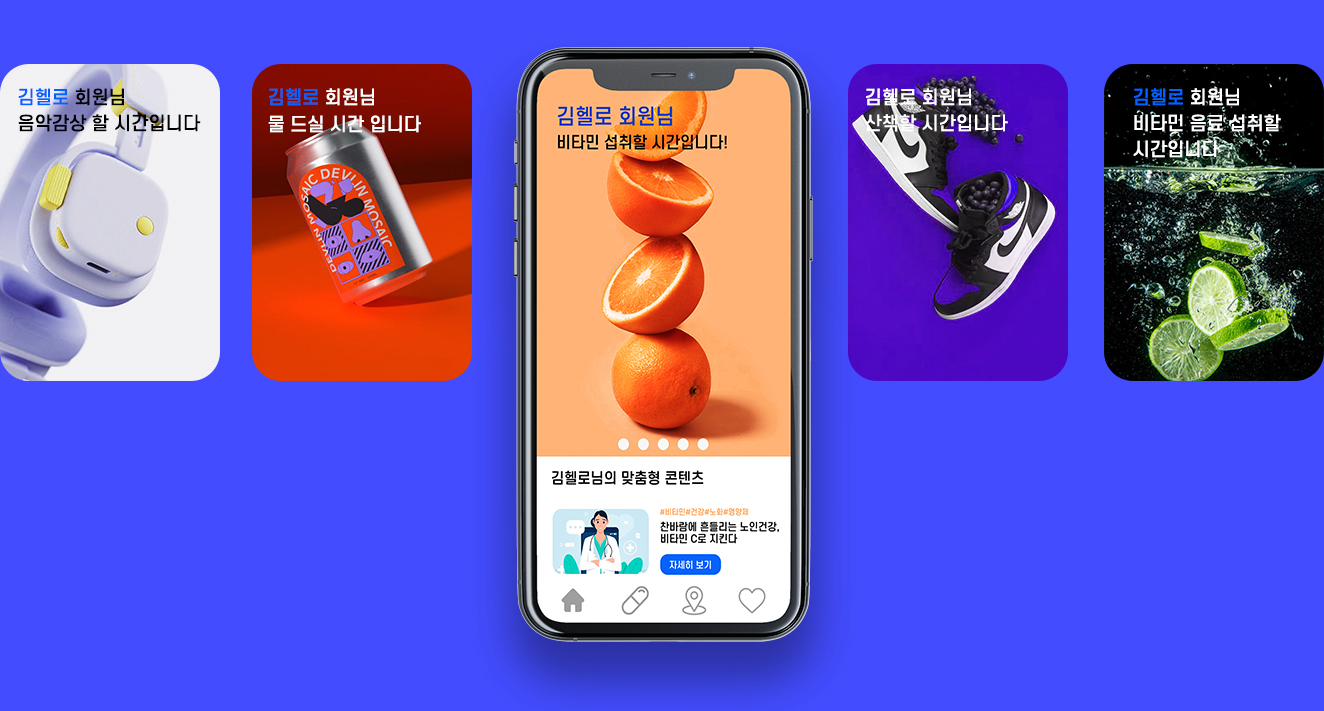 김헬로 회원님
음악감상 할 시간입니다
김헬로 회원님
물 드실 시간 입니다
MOSAIC DEVLIN MOSAIC
김헬로 회원님
비타민 섭취할 시간입니다!
김헬로님의 맞춤형 콘텐츠
#비타민#건강#노화#영양제
찬바람에 흔들리는 노인건강,
비타민 C로 지킨다
자세히 보기
김헬로 회원님
산책할 시간입니다
김헬로 회원님
비타민 음료 섭취할
시간입니다